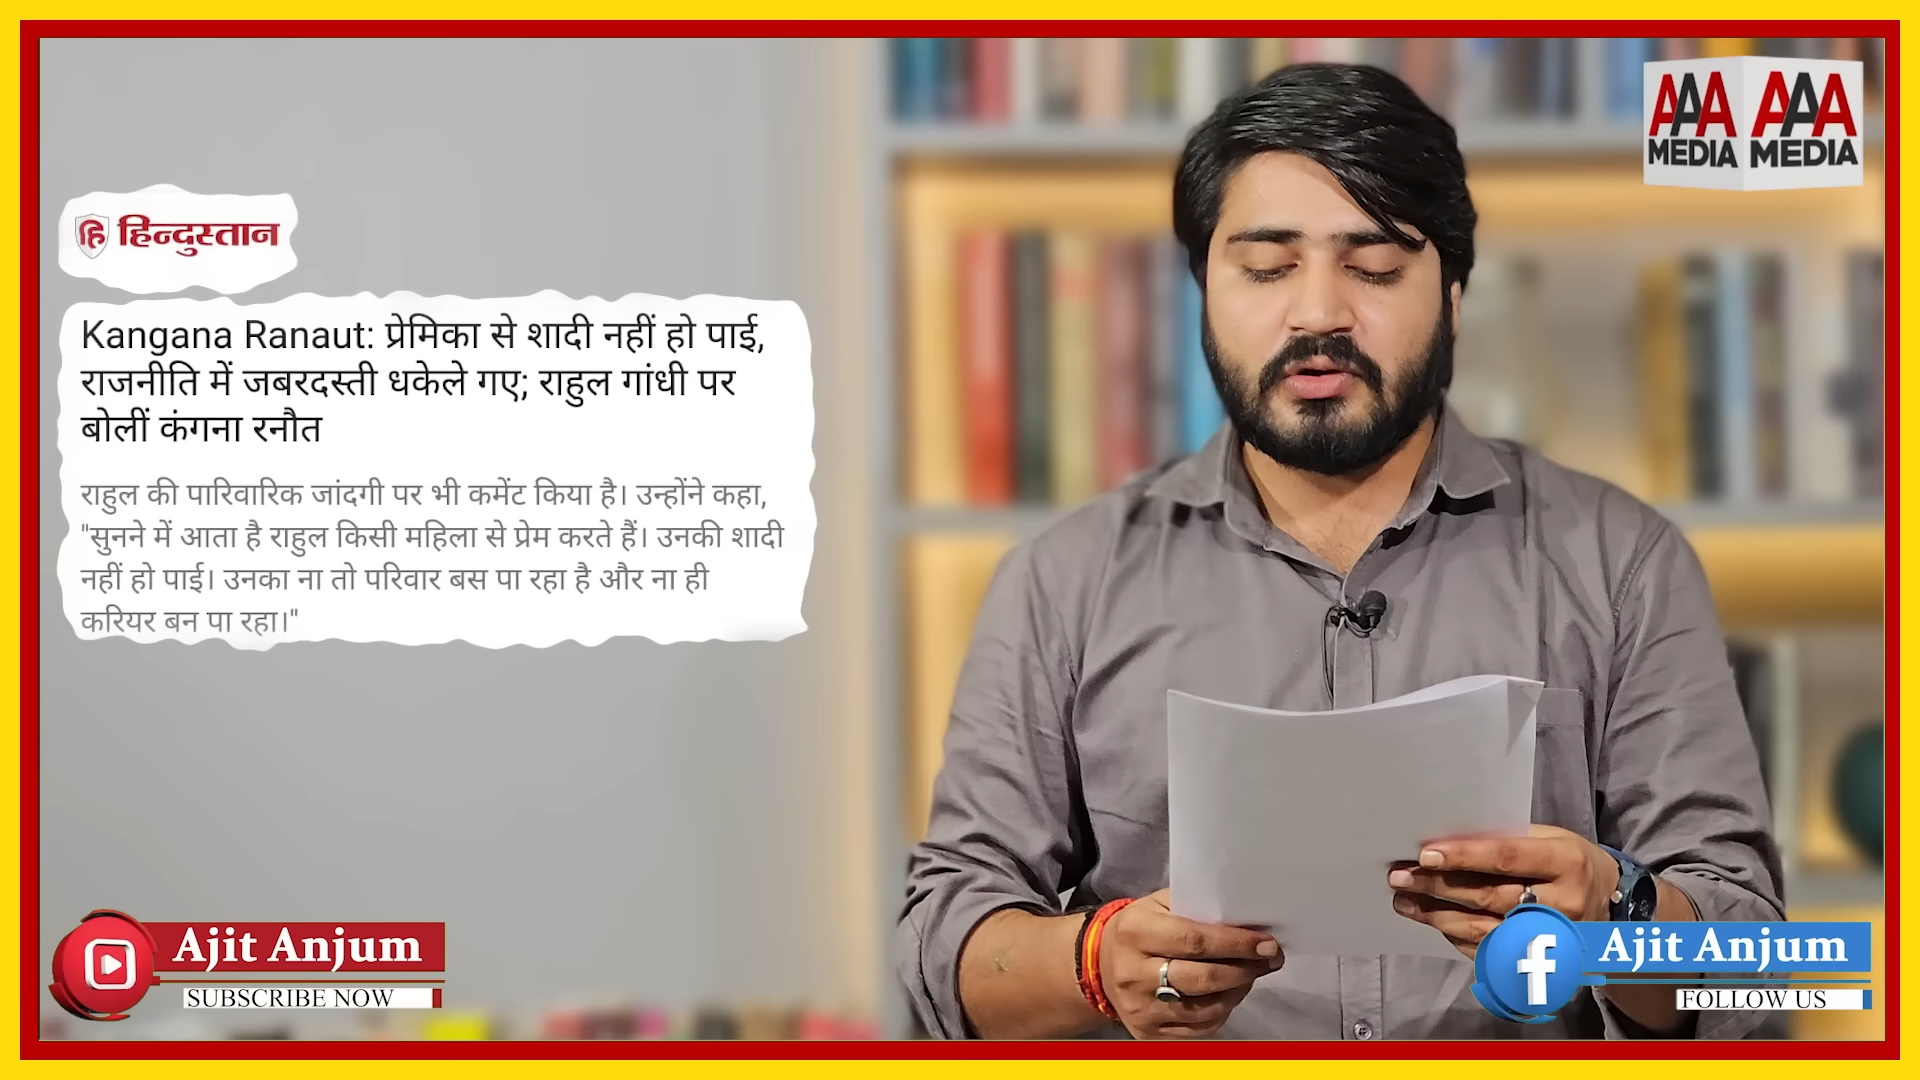 हि हिन्दुस्तान
Kangana Ranaut: प्रेमिका से शादी नहीं हो पाई,
राजनीति में जबरदस्ती धकेले गए; राहुल गांधी पर
बोलीं कंगना रनौत
राहुल की पारिवारिक जांदगी पर भी कमेंट किया है। उन्होंने कहा,
"सुनने में आता है राहुल किसी महिला से प्रेम करते हैं। उनकी शादी
नहीं हो पाई। उनका ना तो परिवार बस पा रहा है और ना ही
करियर बन पा रहा।"
AAA AAA
MEDIA MEDIA
Ajit Anjum
SUBSCRIBE NOW
Ajit Anjum
FOLLOW US